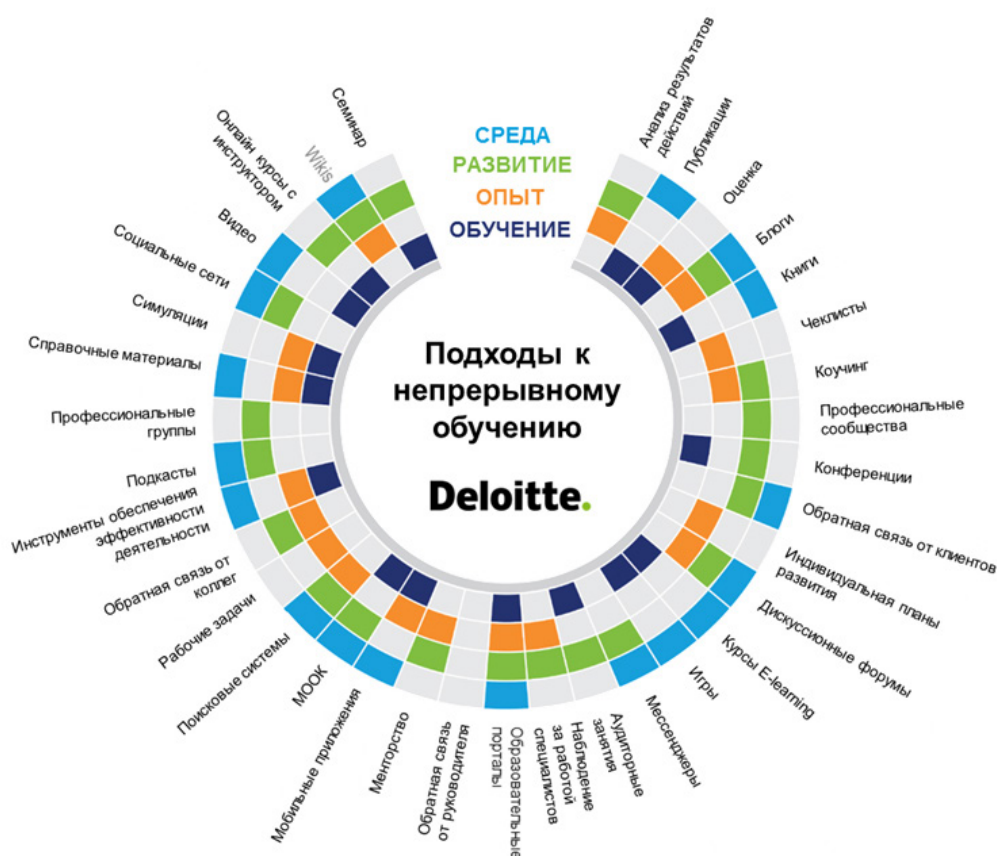 СРЕДА
РАЗВИТИЕ
ОПЫТ
ОБУЧЕНИЕ
Подходы к
непрерывному
обучению
Deloitte.
Анализ результатов
действий
Публикации
Оценка
Блоги
Книги
Чеклисты
Коучинг
Профессиональные
сообщества
Конференции
Обратная связь от клиентов
Индивидуальная планы
развития
Дискуссионные форумы
Курсы E-learning
Игры
Мессенджеры
Аудиторные
занятия
Наблюдение
за работой
специалистов
Образовательные
порталы
Обратная связь
от руководителя
Менторство
Мобильные приложения
МООК
Поисковые системы
Рабочие задачи
Обратная связь от
коллег
Инструменты обеспечения
эффективности
деятельности
Подкасты
Профессиональные
группы
Справочные материалы
Симуляции
Социальные сети
Видео
Онлайн курсы с
инструктором
Wikis
Семинар